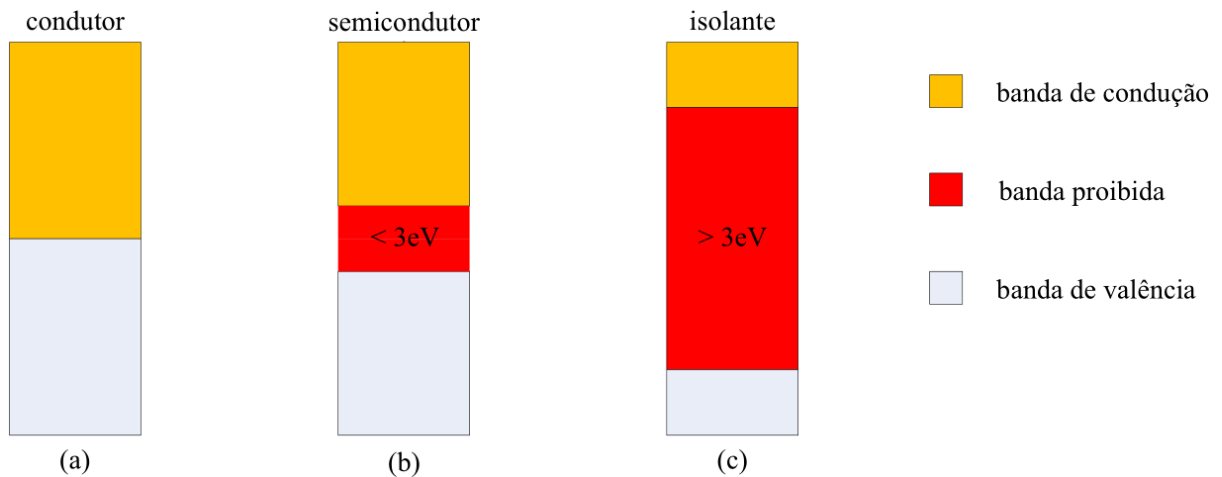 condutor
semicondutor
isolante
banda de condução
banda proibida
< 3eV
> 3eV
banda de valência
(a)
(b)
(c)